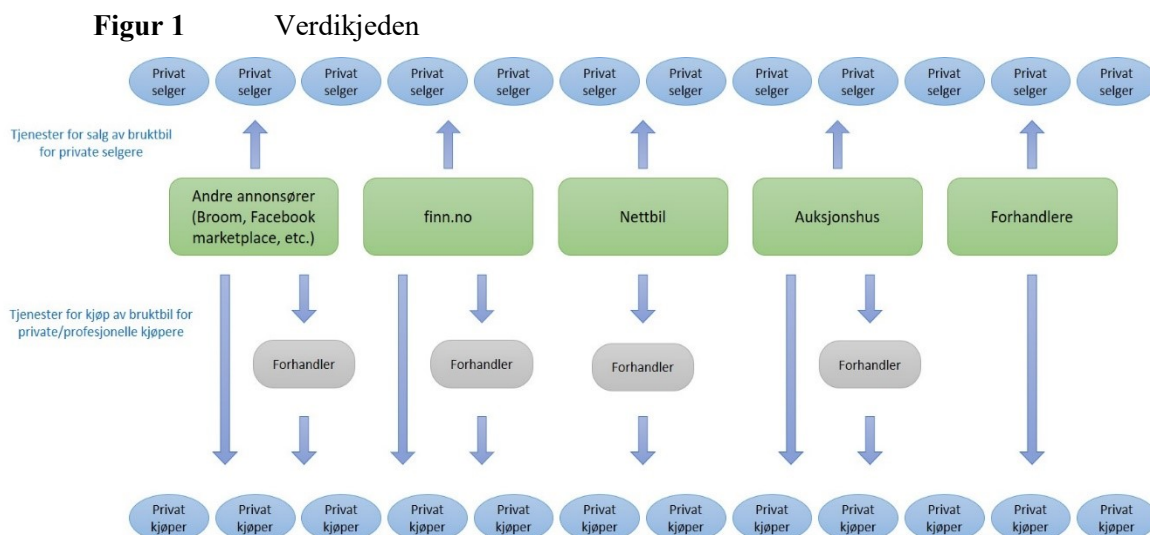 Figur 1 Verdikjeden
Privat
selger
Privat
selger
Privat
selger
Privat
selger
Privat
selger
Privat
selger
Privat
selger
Privat
selger
Privat
selger
Privat
selger
Privat
selger
Privat
selger
Tjenester for salg av bruktbil
for private selgere
Andre annonsører
(Broom, Facebook
marketplace, etc.)
finn.no
Nettbil
Auksjonshus
Forhandlere
Tjenester for kjøp av bruktbil for
private/profesjonelle kjøpere
Forhandler
Forhandler
Forhandler
Forhandler
Privat
kjøper
Privat
kjøper
Privat
kjøper
Privat
kjøper
Privat
kjøper
Privat
kjøper
Privat
kjøper
Privat
kjøper
Privat
kjøper
Privat
kjøper
Privat
kjøper
Privat
kjøper